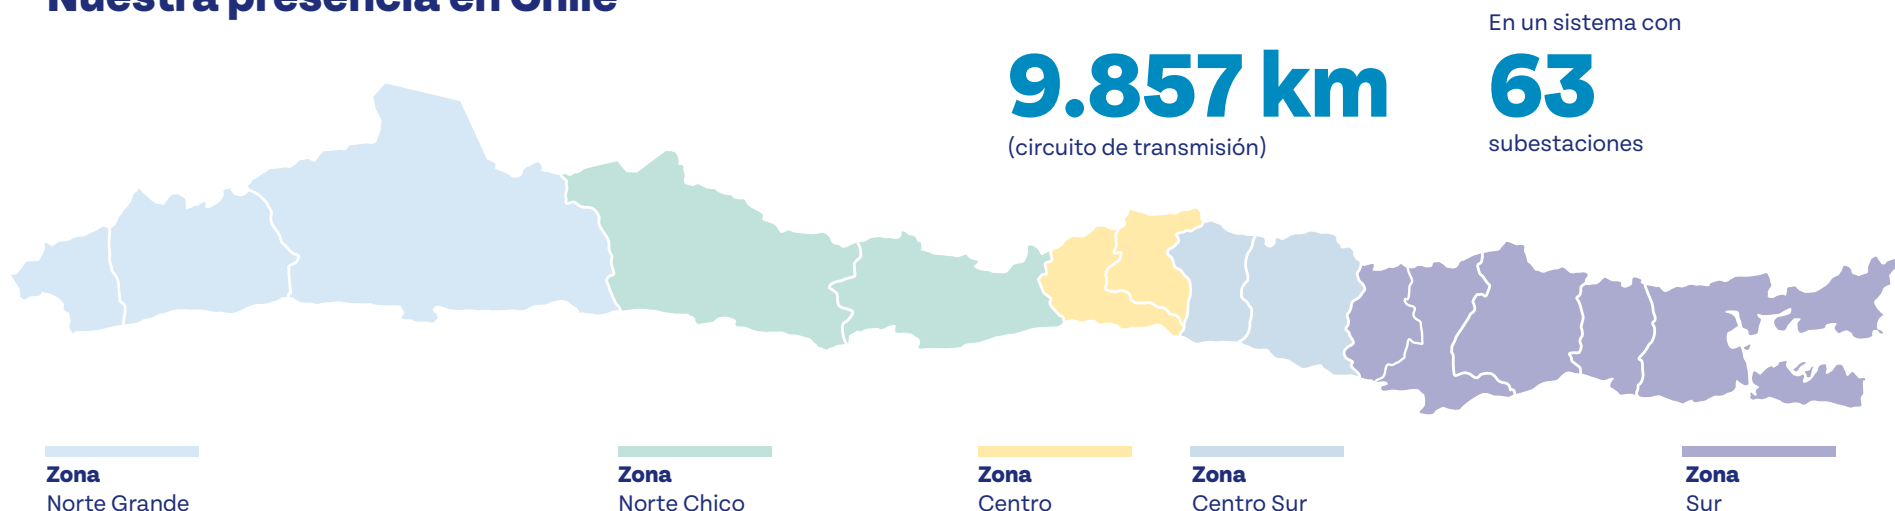 Nuestra presencia en Chile
En un sistema con
9.857 km
63
(circuito de transmisión)
subestaciones
Zona
Norte Grande
Zona
Norte Chico
Zona
Centro
Zona
Centro Sur
Zona
Sur